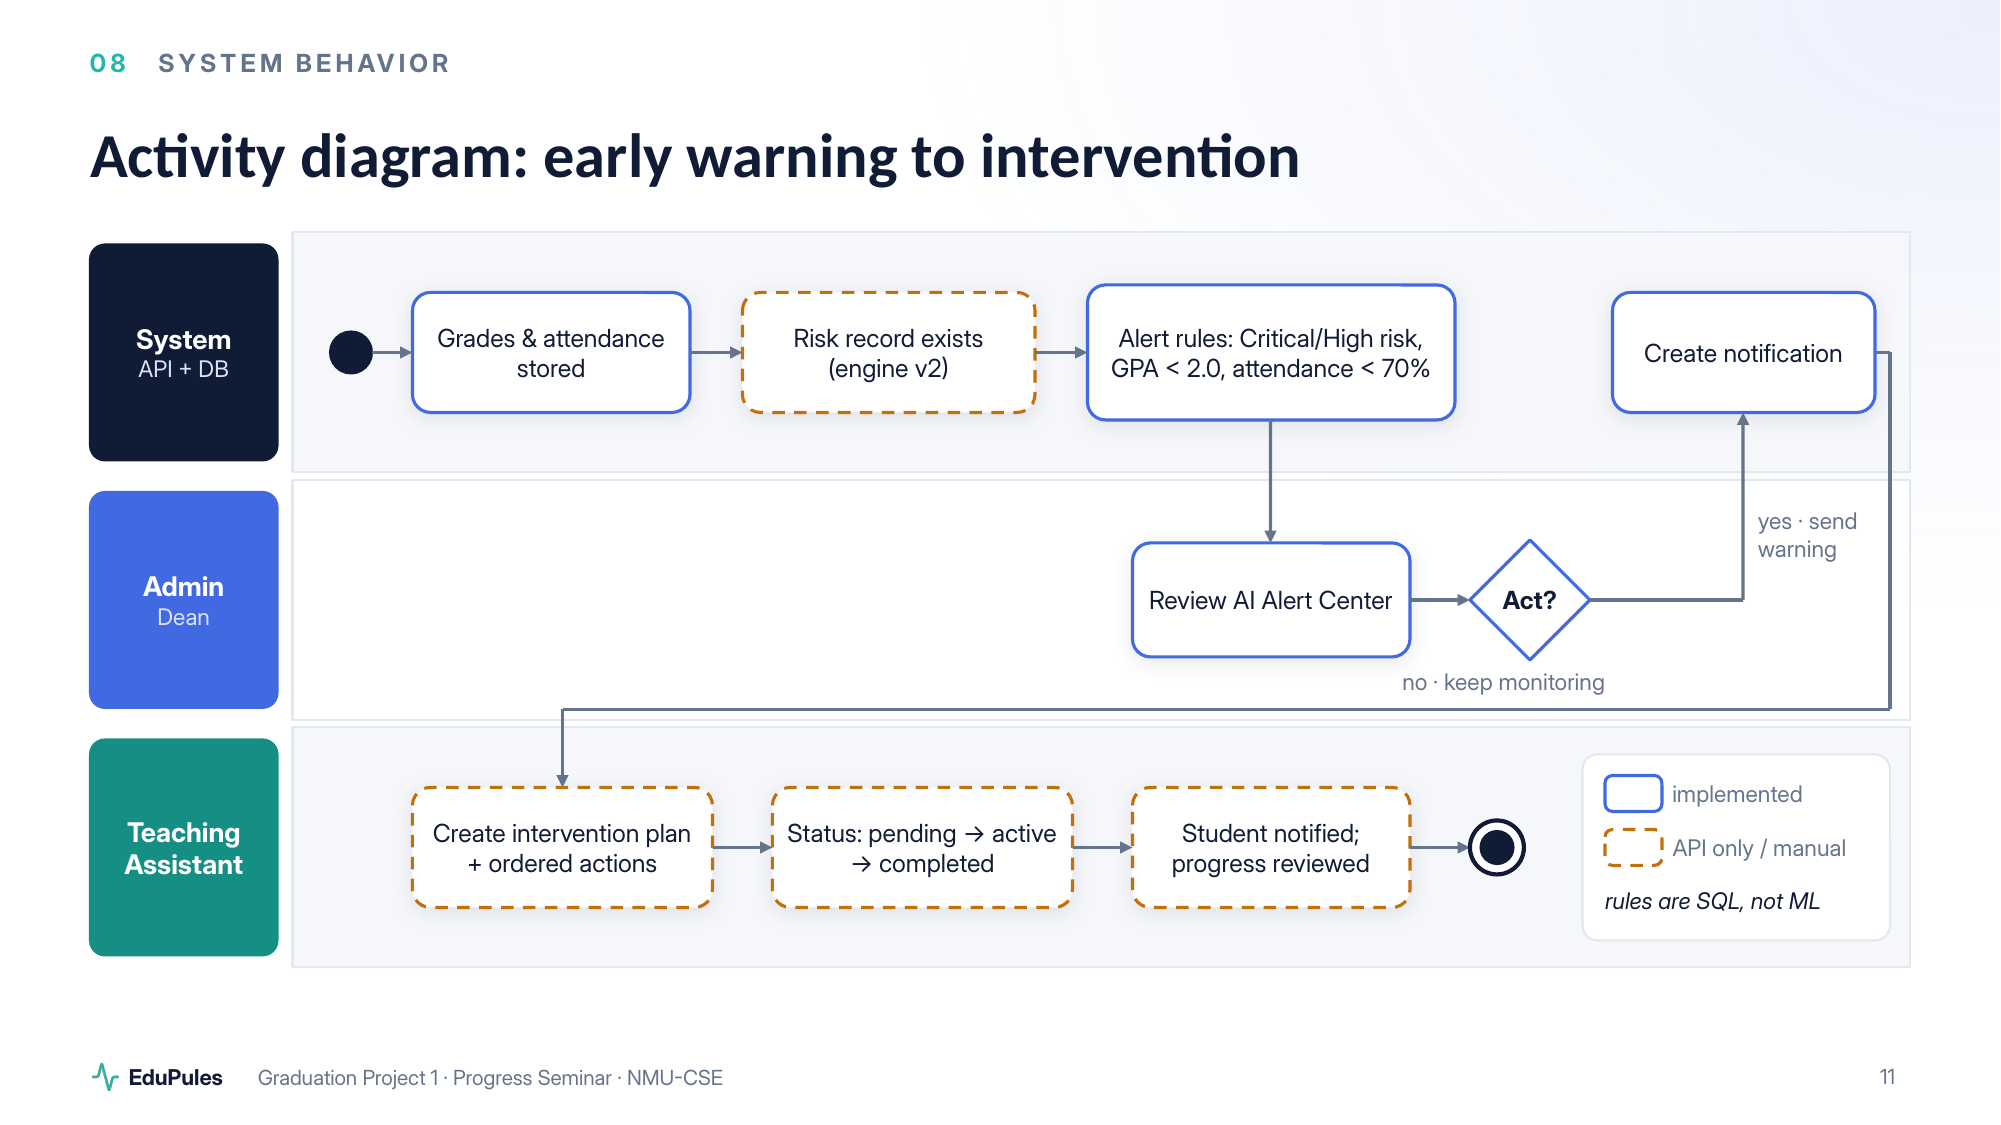 08 SYSTEM BEHAVIOR
Activity diagram: early warning to intervention
System
API + DB
Grades & attendance
stored
Risk record exists
(engine v2)
Alert rules: Critical/High risk,
GPA < 2.0, attendance < 70%
Create notification
Admin
Dean
Review AI Alert Center
Act?
yes · send
warning
no · keep monitoring
Teaching
Assistant
Create intervention plan
+ ordered actions
Status: pending → active
→ completed
Student notified;
progress reviewed
implemented
API only / manual
rules are SQL, not ML
EduPules
Graduation Project 1 · Progress Seminar · NMU-CSE
11